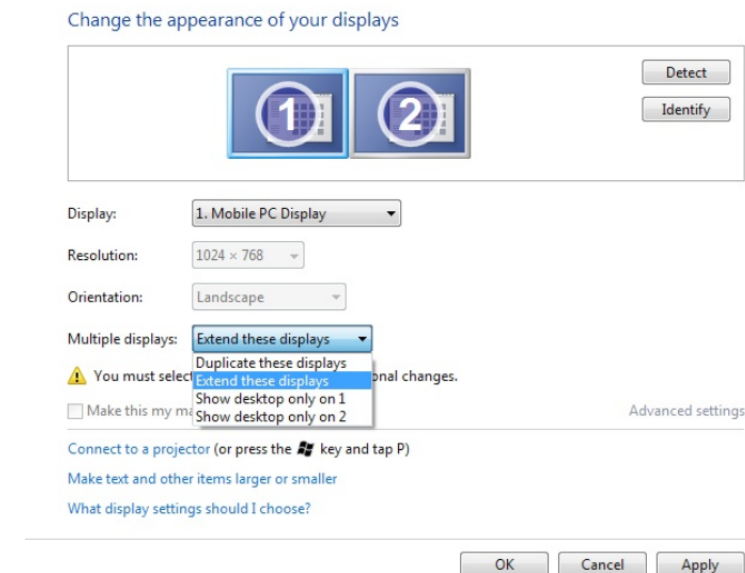 Change the appearance of your displays
1 2
Detect
Identify
Display: 1. Mobile PC Display
Resolution: 1024 × 768
Orientation: Landscape
Multiple displays: Extend these displays
Duplicate these displays
You must select Extend these displays onal changes.
Make this my ma Show desktop only on 1 Advanced settings
Show desktop only on 2
Connect to a projector (or press the key and tap P)
Make text and other items larger or smaller
What display settings should I choose?
OK Cancel Apply